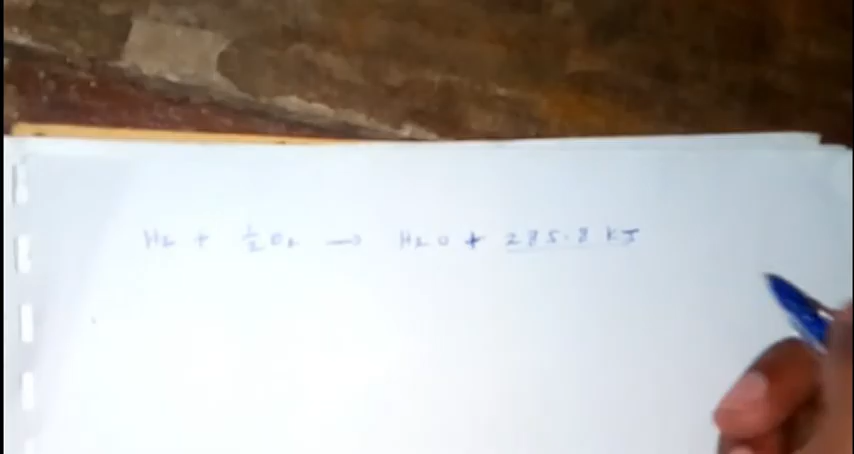 H₂ + ½O₂ → H₂O + 285.8 KJ